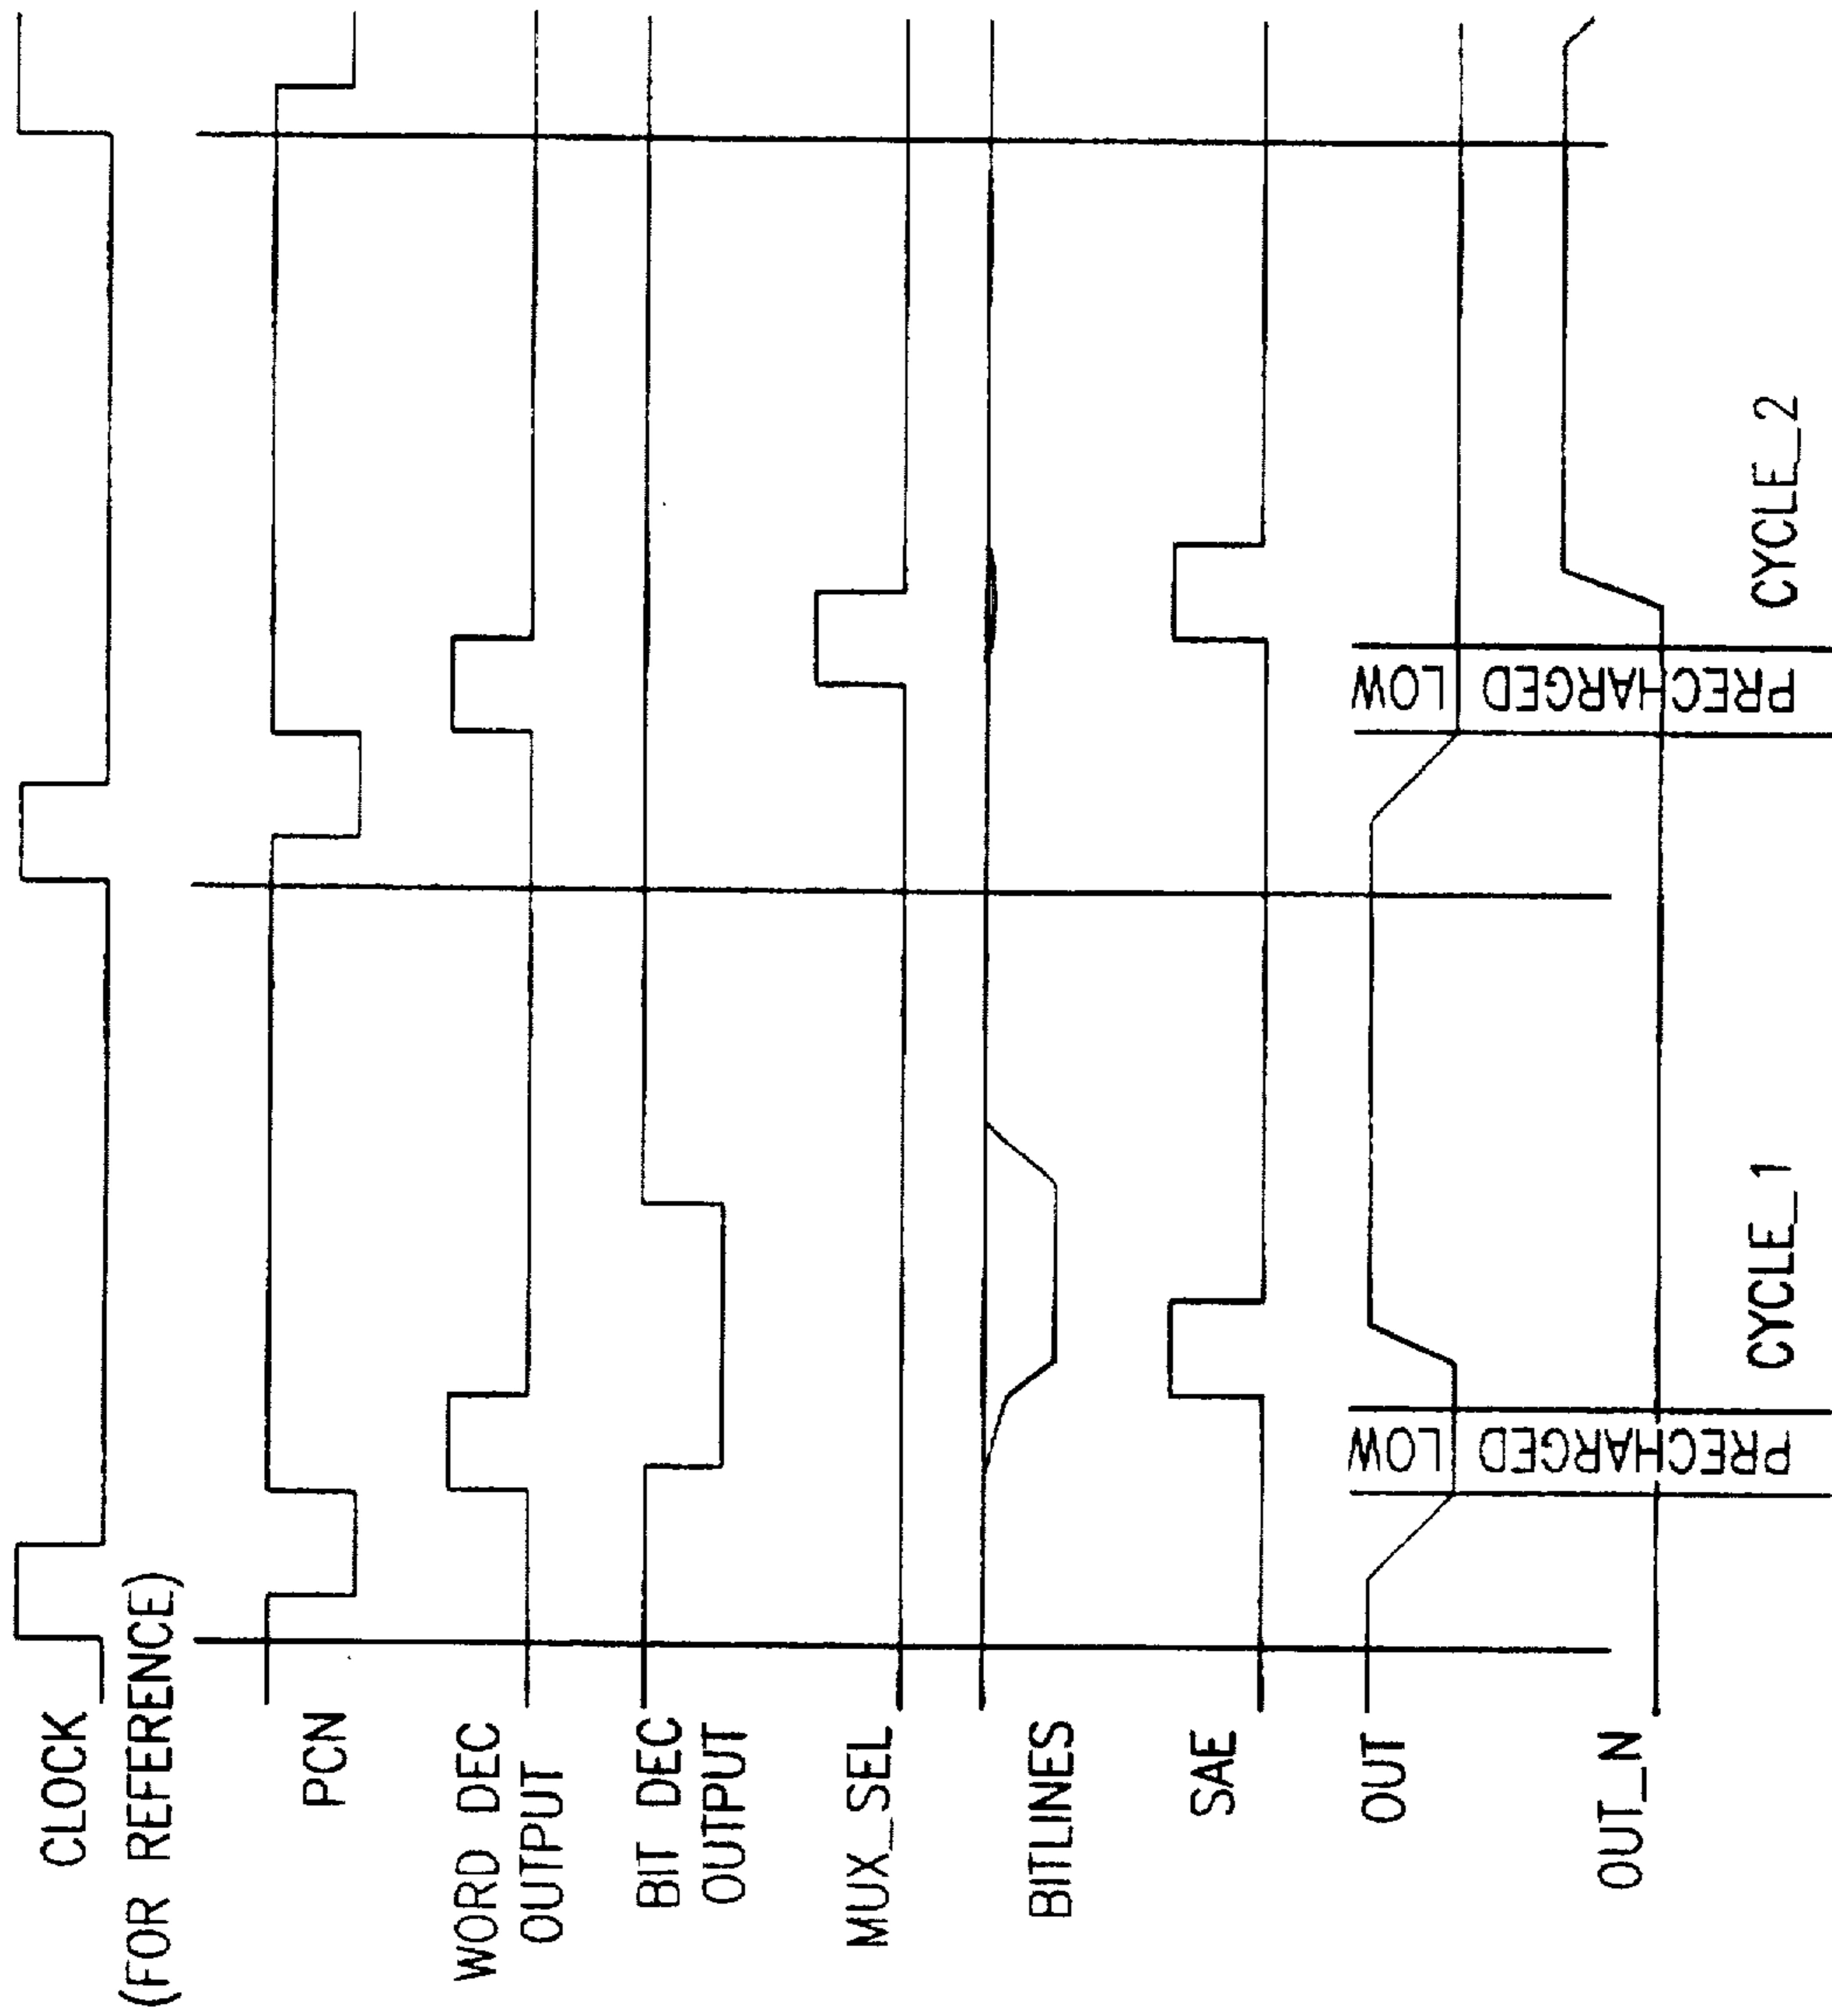 CLOCK
(FOR REFERENCE)
PCN
WORD DEC
OUTPUT
BIT DEC
OUTPUT
MUX_SEL
BITLINES
SAE
OUT
OUT_N
PRECHARGED LOW
PRECHARGED LOW
CYCLE_1
CYCLE_2